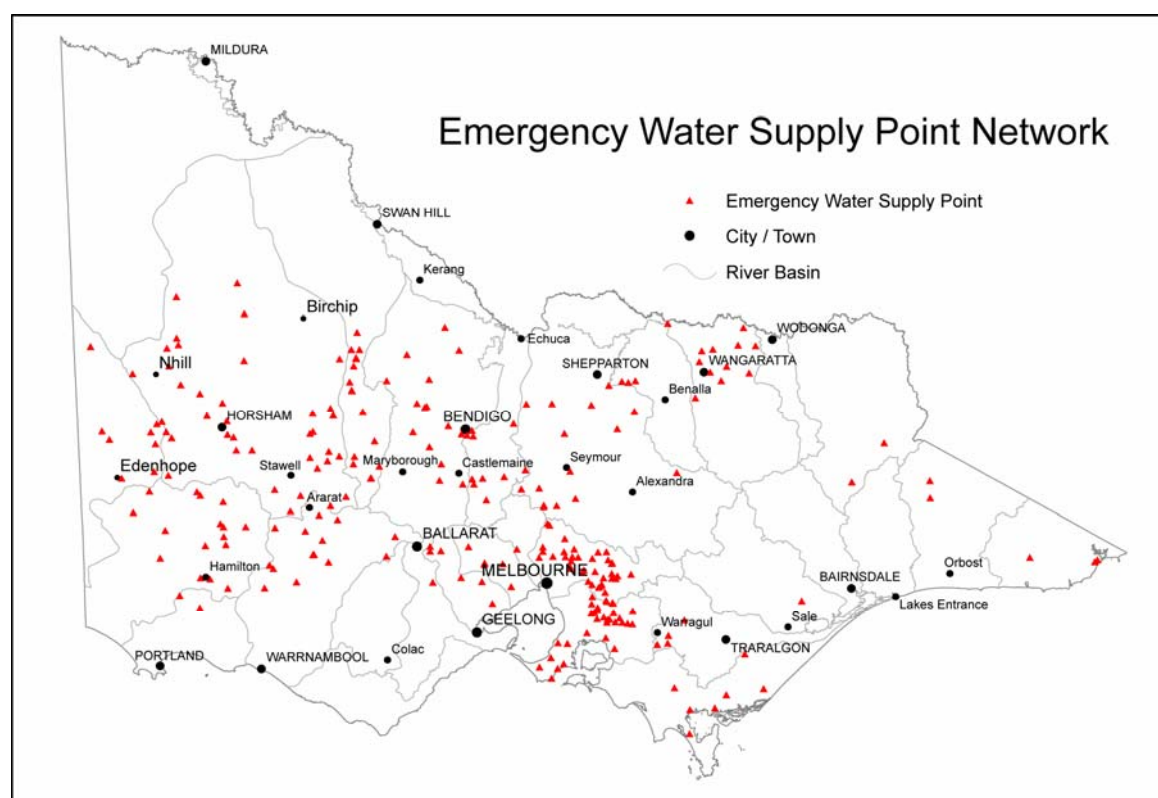 MILDURA
Emergency Water Supply Point Network
Emergency Water Supply Point
SWAN HILL
City / Town
Kerang
River Basin
Birchip
Echuca
WODONGA
Nhill
SHEPPARTON
WANGARATTA
Benalla
HORSHAM
BENDIGO
Edenhope
Stawell
Maryborough
Castlemaine
Seymour
Ararat
Alexandra
BALLARAT
Hamilton
MELBOURNE
Orbost
BAIRNSDALE
Lakes Entrance
GEELONG
Warragul
Sale
TRARALGON
PORTLAND
WARRNAMBOOL
Colac